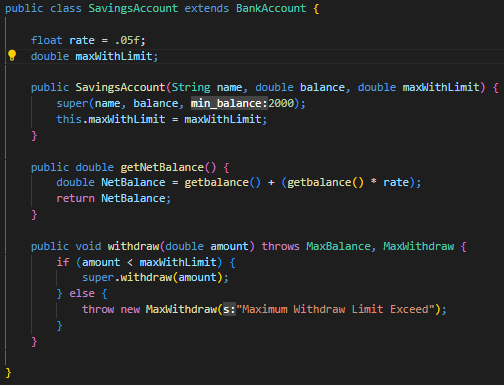 public class SavingsAccount extends BankAccount {
float rate = .05f;
double maxWithLimit;
public SavingsAccount(String name, double balance, double maxWithLimit) {
super(name, balance, min_balance:2000);
this.maxWithLimit = maxWithLimit;
}
public double getNetBalance() {
double NetBalance = getbalance() + (getbalance() * rate);
return NetBalance;
}
public void withdraw(double amount) throws MaxBalance, MaxWithdraw {
if (amount < maxWithLimit) {
super.withdraw(amount);
} else {
throw new MaxWithdraw(s:"Maximum Withdraw Limit Exceed");
}
}
}